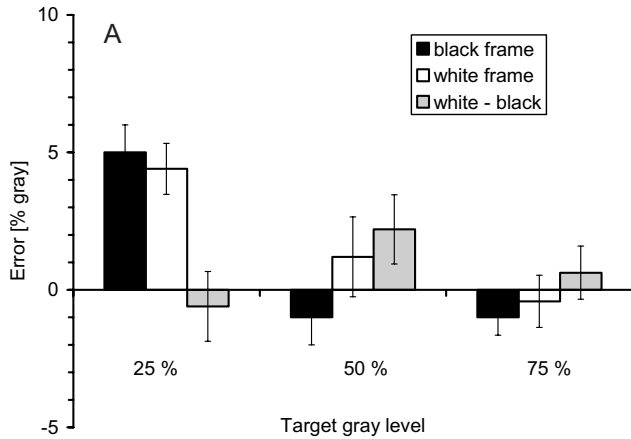 A
black frame
white frame
white - black
Error [% gray]
10
5
0
-5
25 %
50 %
75 %
Target gray level